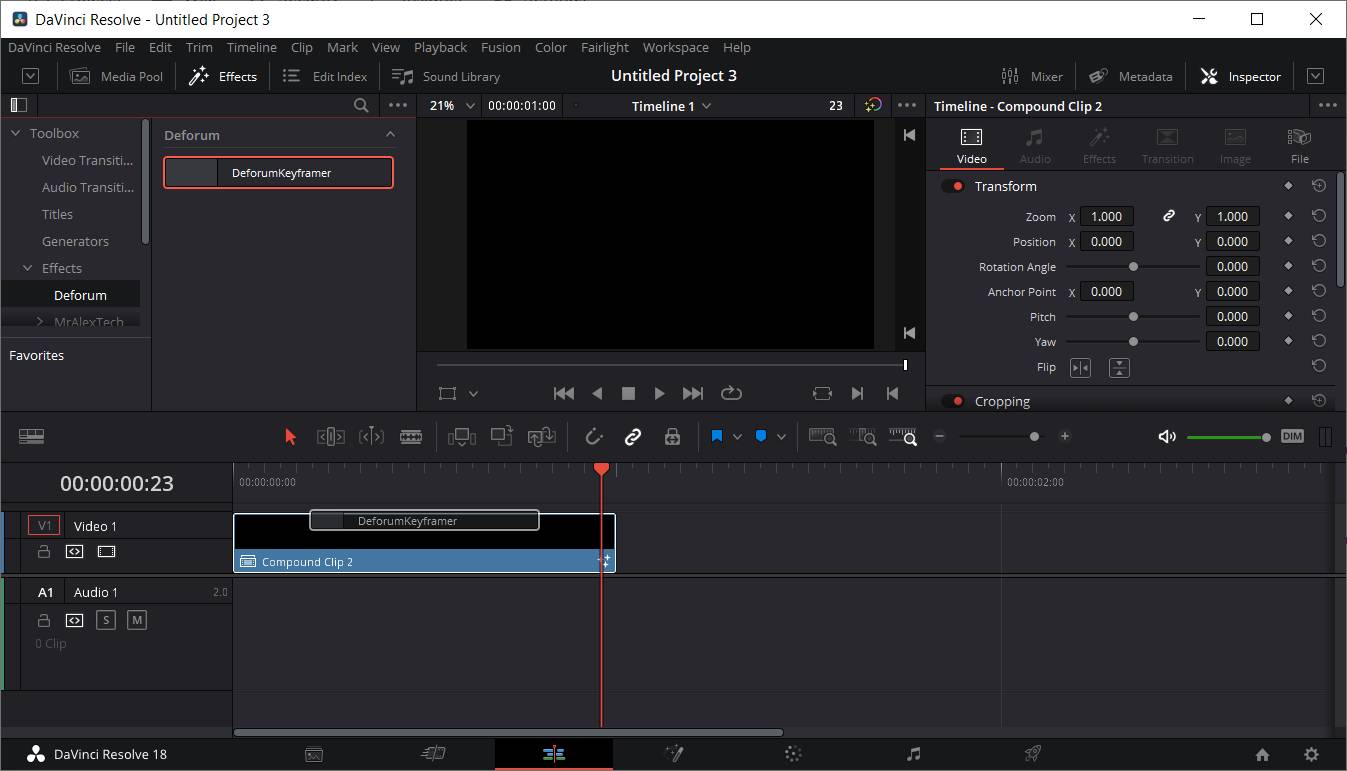 DaVinci Resolve - Untitled Project 3
DaVinci Resolve File Edit Trim Timeline Clip Mark View Playback Fusion Color Fairlight Workspace Help
Media Pool Effects Edit Index Sound Library Untitled Project 3 Mixer Metadata Inspector
21% 00:00:01:00 Timeline 1 23 Timeline - Compound Clip 2
Toolbox
Video Transiti...
Audio Transiti...
Titles
Generators
Effects
Deforum
MrAlexTech
Favorites
Deforum
DeforumKeyframer
Video Audio Effects Transition Image File
Transform
Zoom X 1.000 Y 1.000
Position X 0.000 Y 0.000
Rotation Angle 0.000
Anchor Point X 0.000 Y 0.000
Pitch 0.000
Yaw 0.000
Flip
Cropping
DIM
00:00:00:23 00:00:00:00 00:00:02:00
V1 Video 1
DeforumKeyframer
Compound Clip 2
A1 Audio 1 2.0
S M
0 Clip
DaVinci Resolve 18